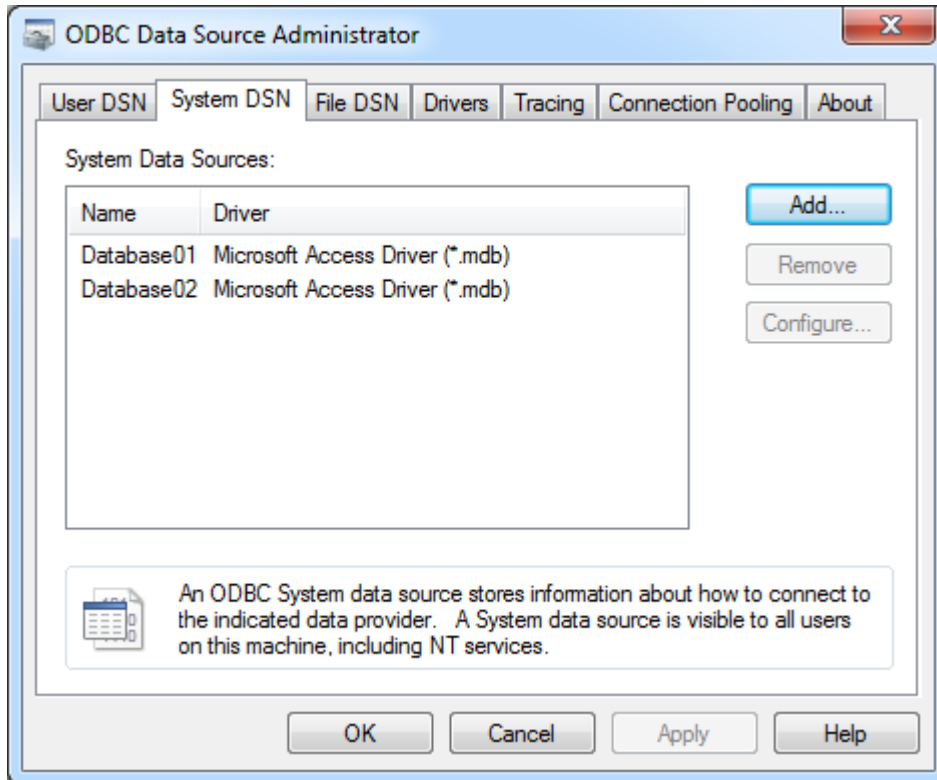 ODBC Data Source Administrator
User DSN System DSN File DSN Drivers Tracing Connection Pooling About
System Data Sources:
Name Driver
Database01 Microsoft Access Driver (*.mdb)
Database02 Microsoft Access Driver (*.mdb)
Add...
Remove
Configure...
An ODBC System data source stores information about how to connect to
the indicated data provider. A System data source is visible to all users
on this machine, including NT services.
OK Cancel Apply Help